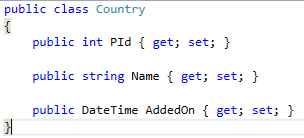 public class Country
{
public int PId { get; set; }
public string Name { get; set; }
public DateTime AddedOn { get; set; }
}